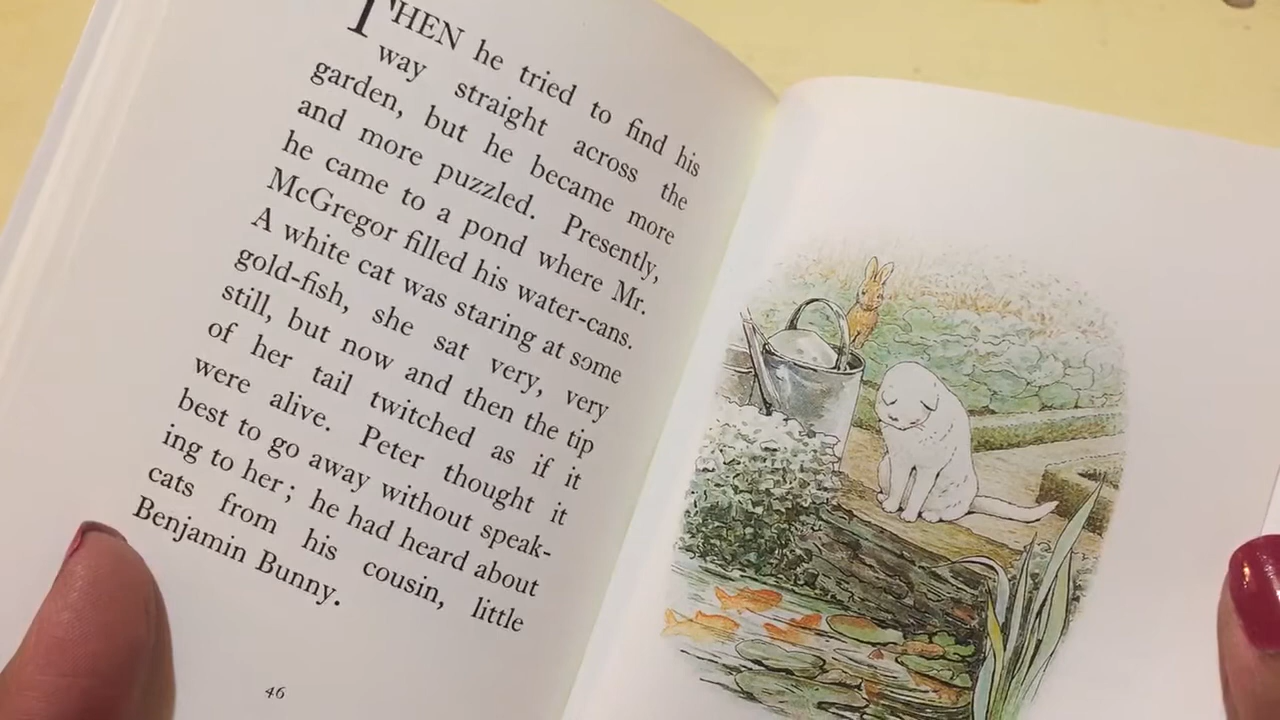 THEN he tried to find his
way straight across the
garden, but he became more
and more puzzled. Presently,
he came to a pond where Mr.
McGregor filled his water-cans.
A white cat was staring at some
gold-fish, she sat very, very
still, but now and then the tip
of her tail twitched as if it
were alive. Peter thought it
best to go away without speak-
ing to her; he had heard about
cats from his cousin, little
Benjamin Bunny.
46